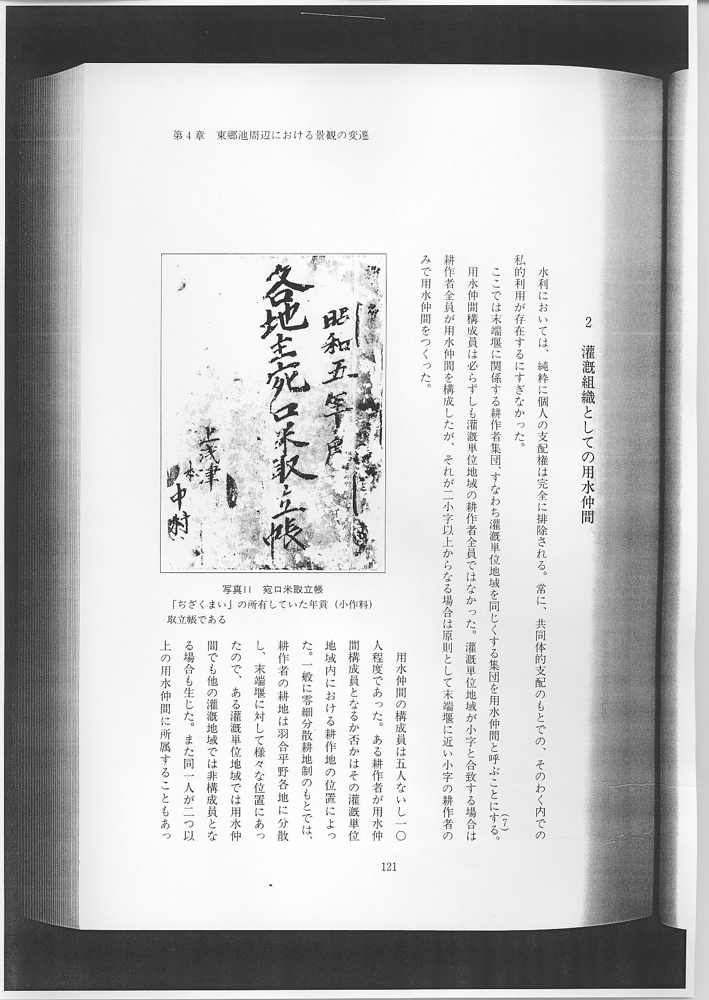 第4章　東郷池周辺における景観の変遷
2　灌漑組織としての用水仲間
水利においては、純粋に個人の支配権は完全に排除される。常に、共同体的支配のもとでの、そのわく内での
私的利用が存在するにすぎなかった。
ここでは末端堰に関係する耕作者集団、すなわち灌漑単位地域を同じくする集団を用水仲間と呼ぶことにする。(7)
用水仲間構成員は必らずしも灌漑単位地域の耕作者全員ではなかった。灌漑単位地域が小字と合致する場合は
耕作者全員が用水仲間を構成したが、それが二小字以上からなる場合は原則として末端堰に近い小字の耕作者の
みで用水仲間をつくった。
昭和五年度
各地主宛口米取立帳
上浅津
中村
写真11　宛口米取立帳
「ぢざくまい」の所有していた年貢（小作料）
取立帳である
用水仲間の構成員は五人ないし一〇
人程度であった。ある耕作者が用水仲
間構成員となるか否かはその灌漑単位
地域内における耕作地の位置によっ
た。一般に零細分散耕地制のもとでは、
耕作者の耕地は羽合平野各地に分散
し、末端堰に対して様々な位置にあっ
たので、ある灌漑単位地域では用水仲
間でも他の灌漑地域では非構成員とな
る場合も生じた。また同一人が二つ以
上の用水仲間に所属することもあっ
121